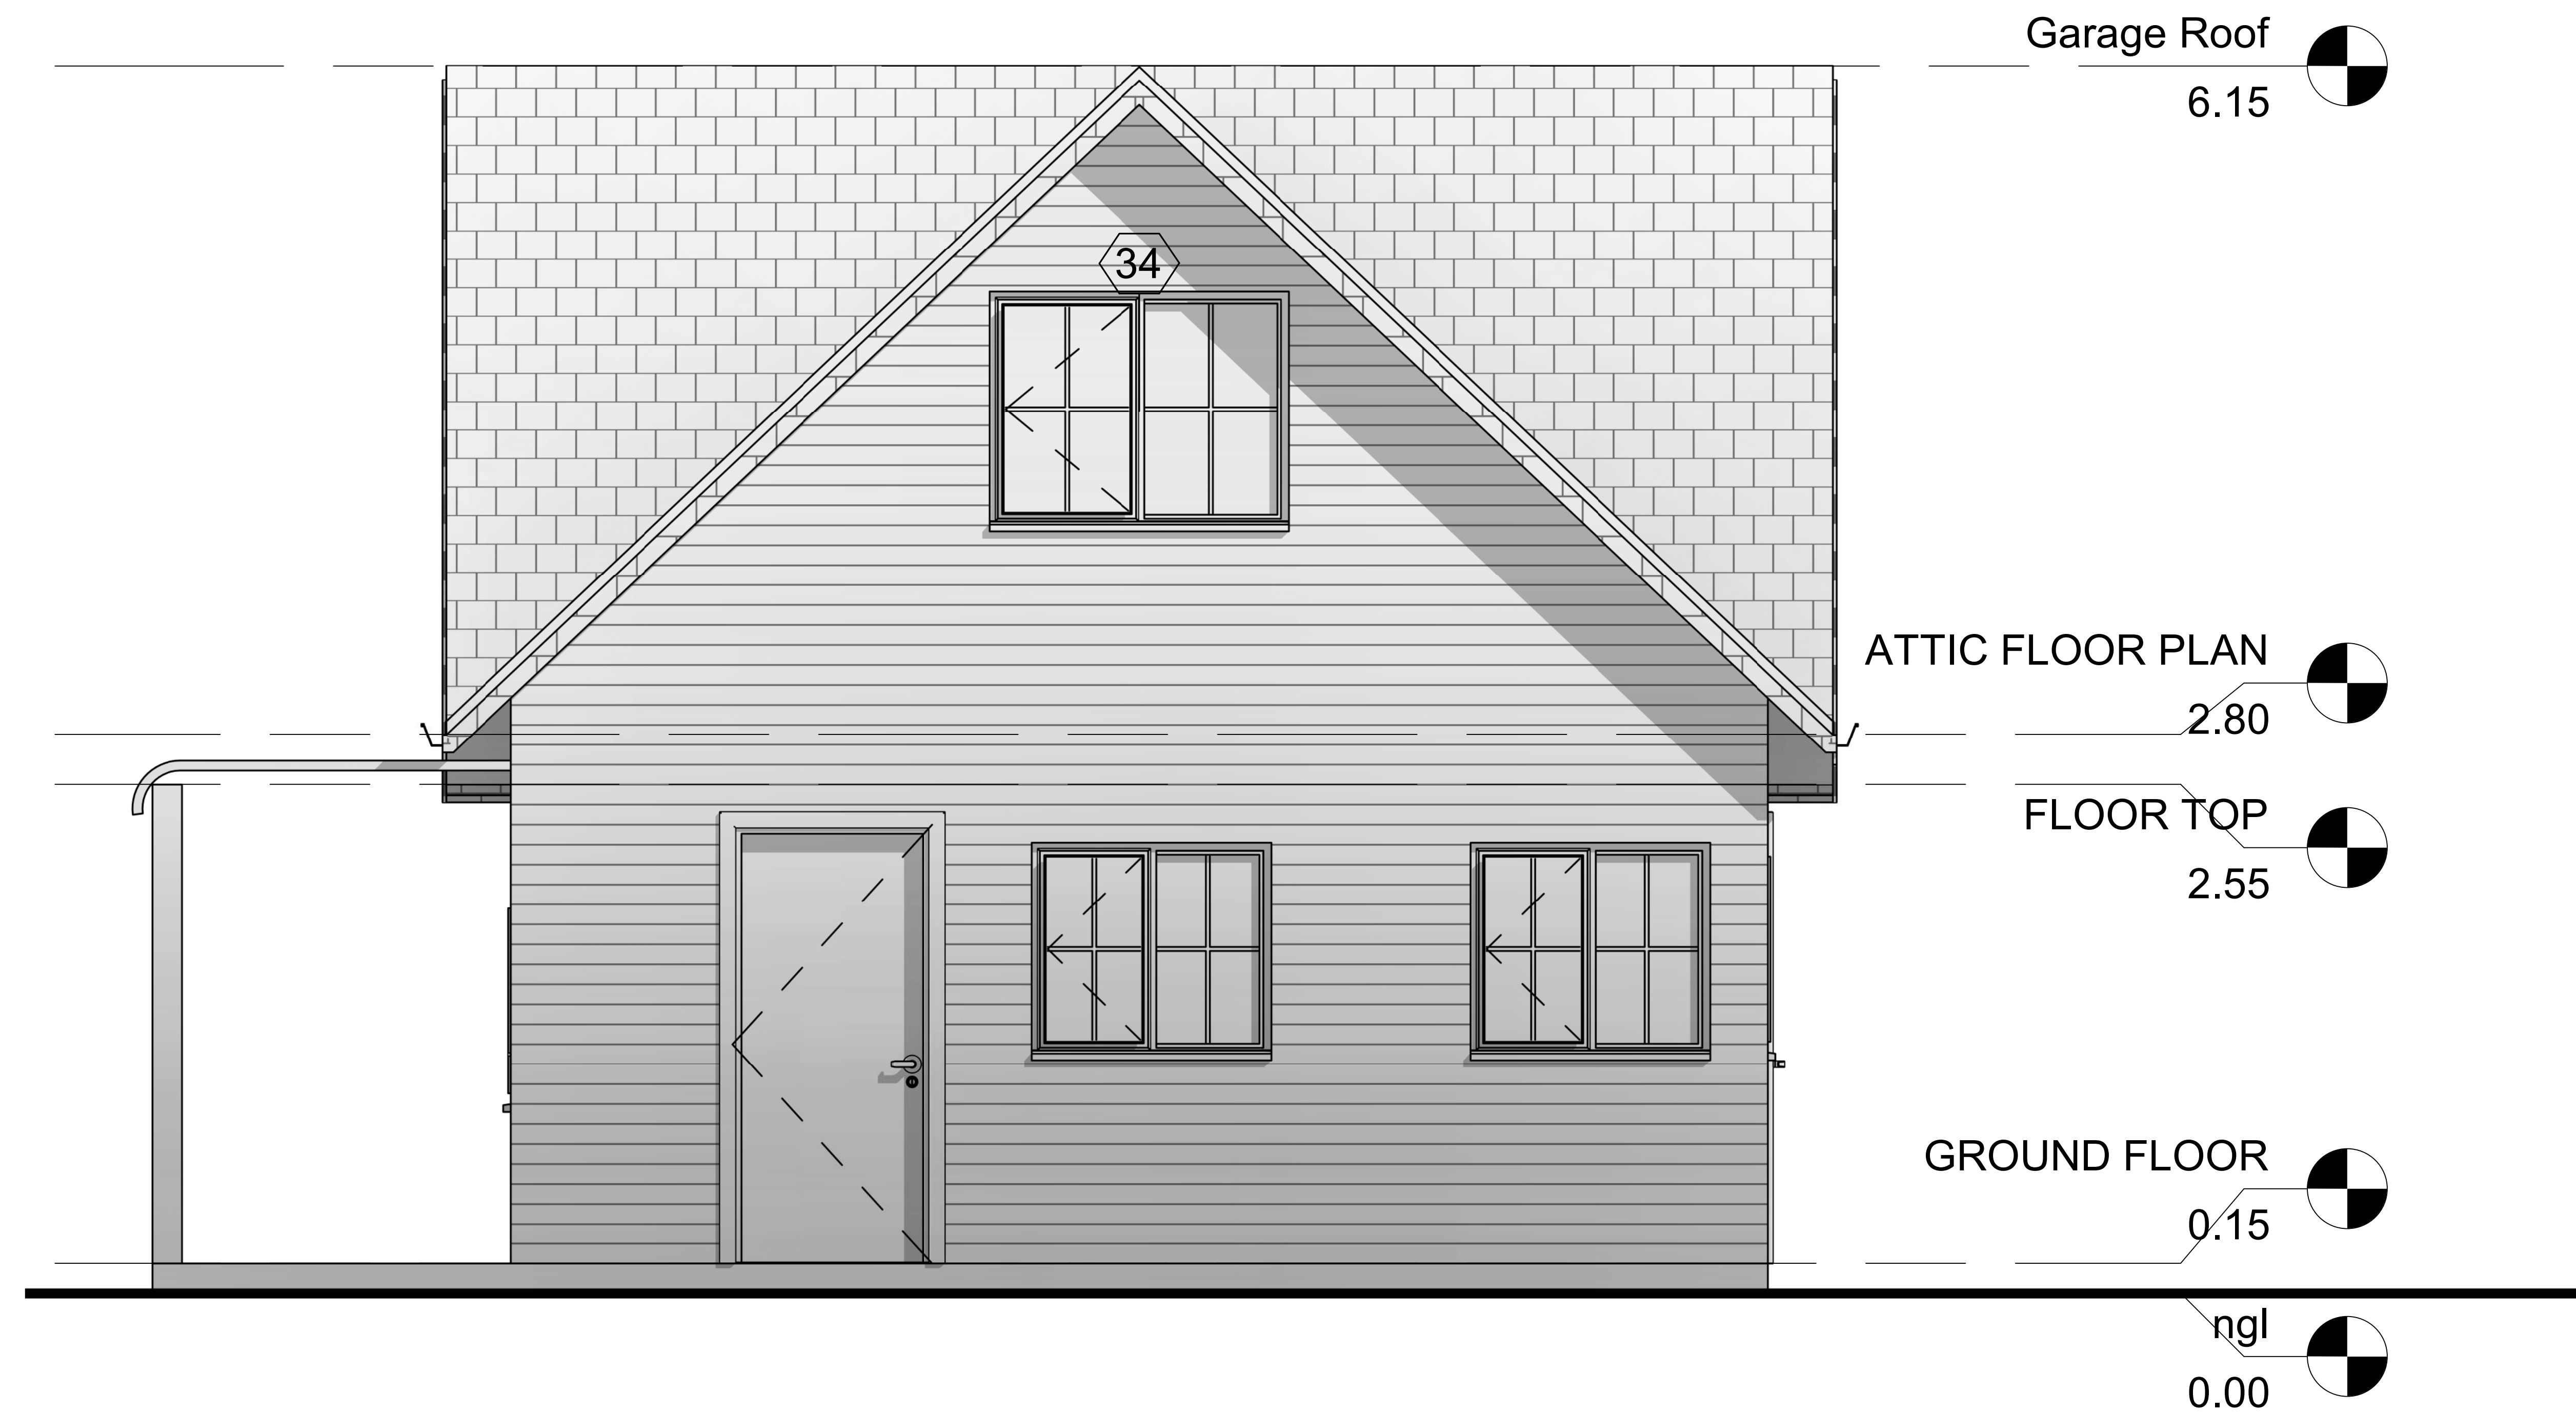 Garage Roof
6.15
34
ATTIC FLOOR PLAN
2.80
FLOOR TOP
2.55
GROUND FLOOR
0.15
ngl
0.00